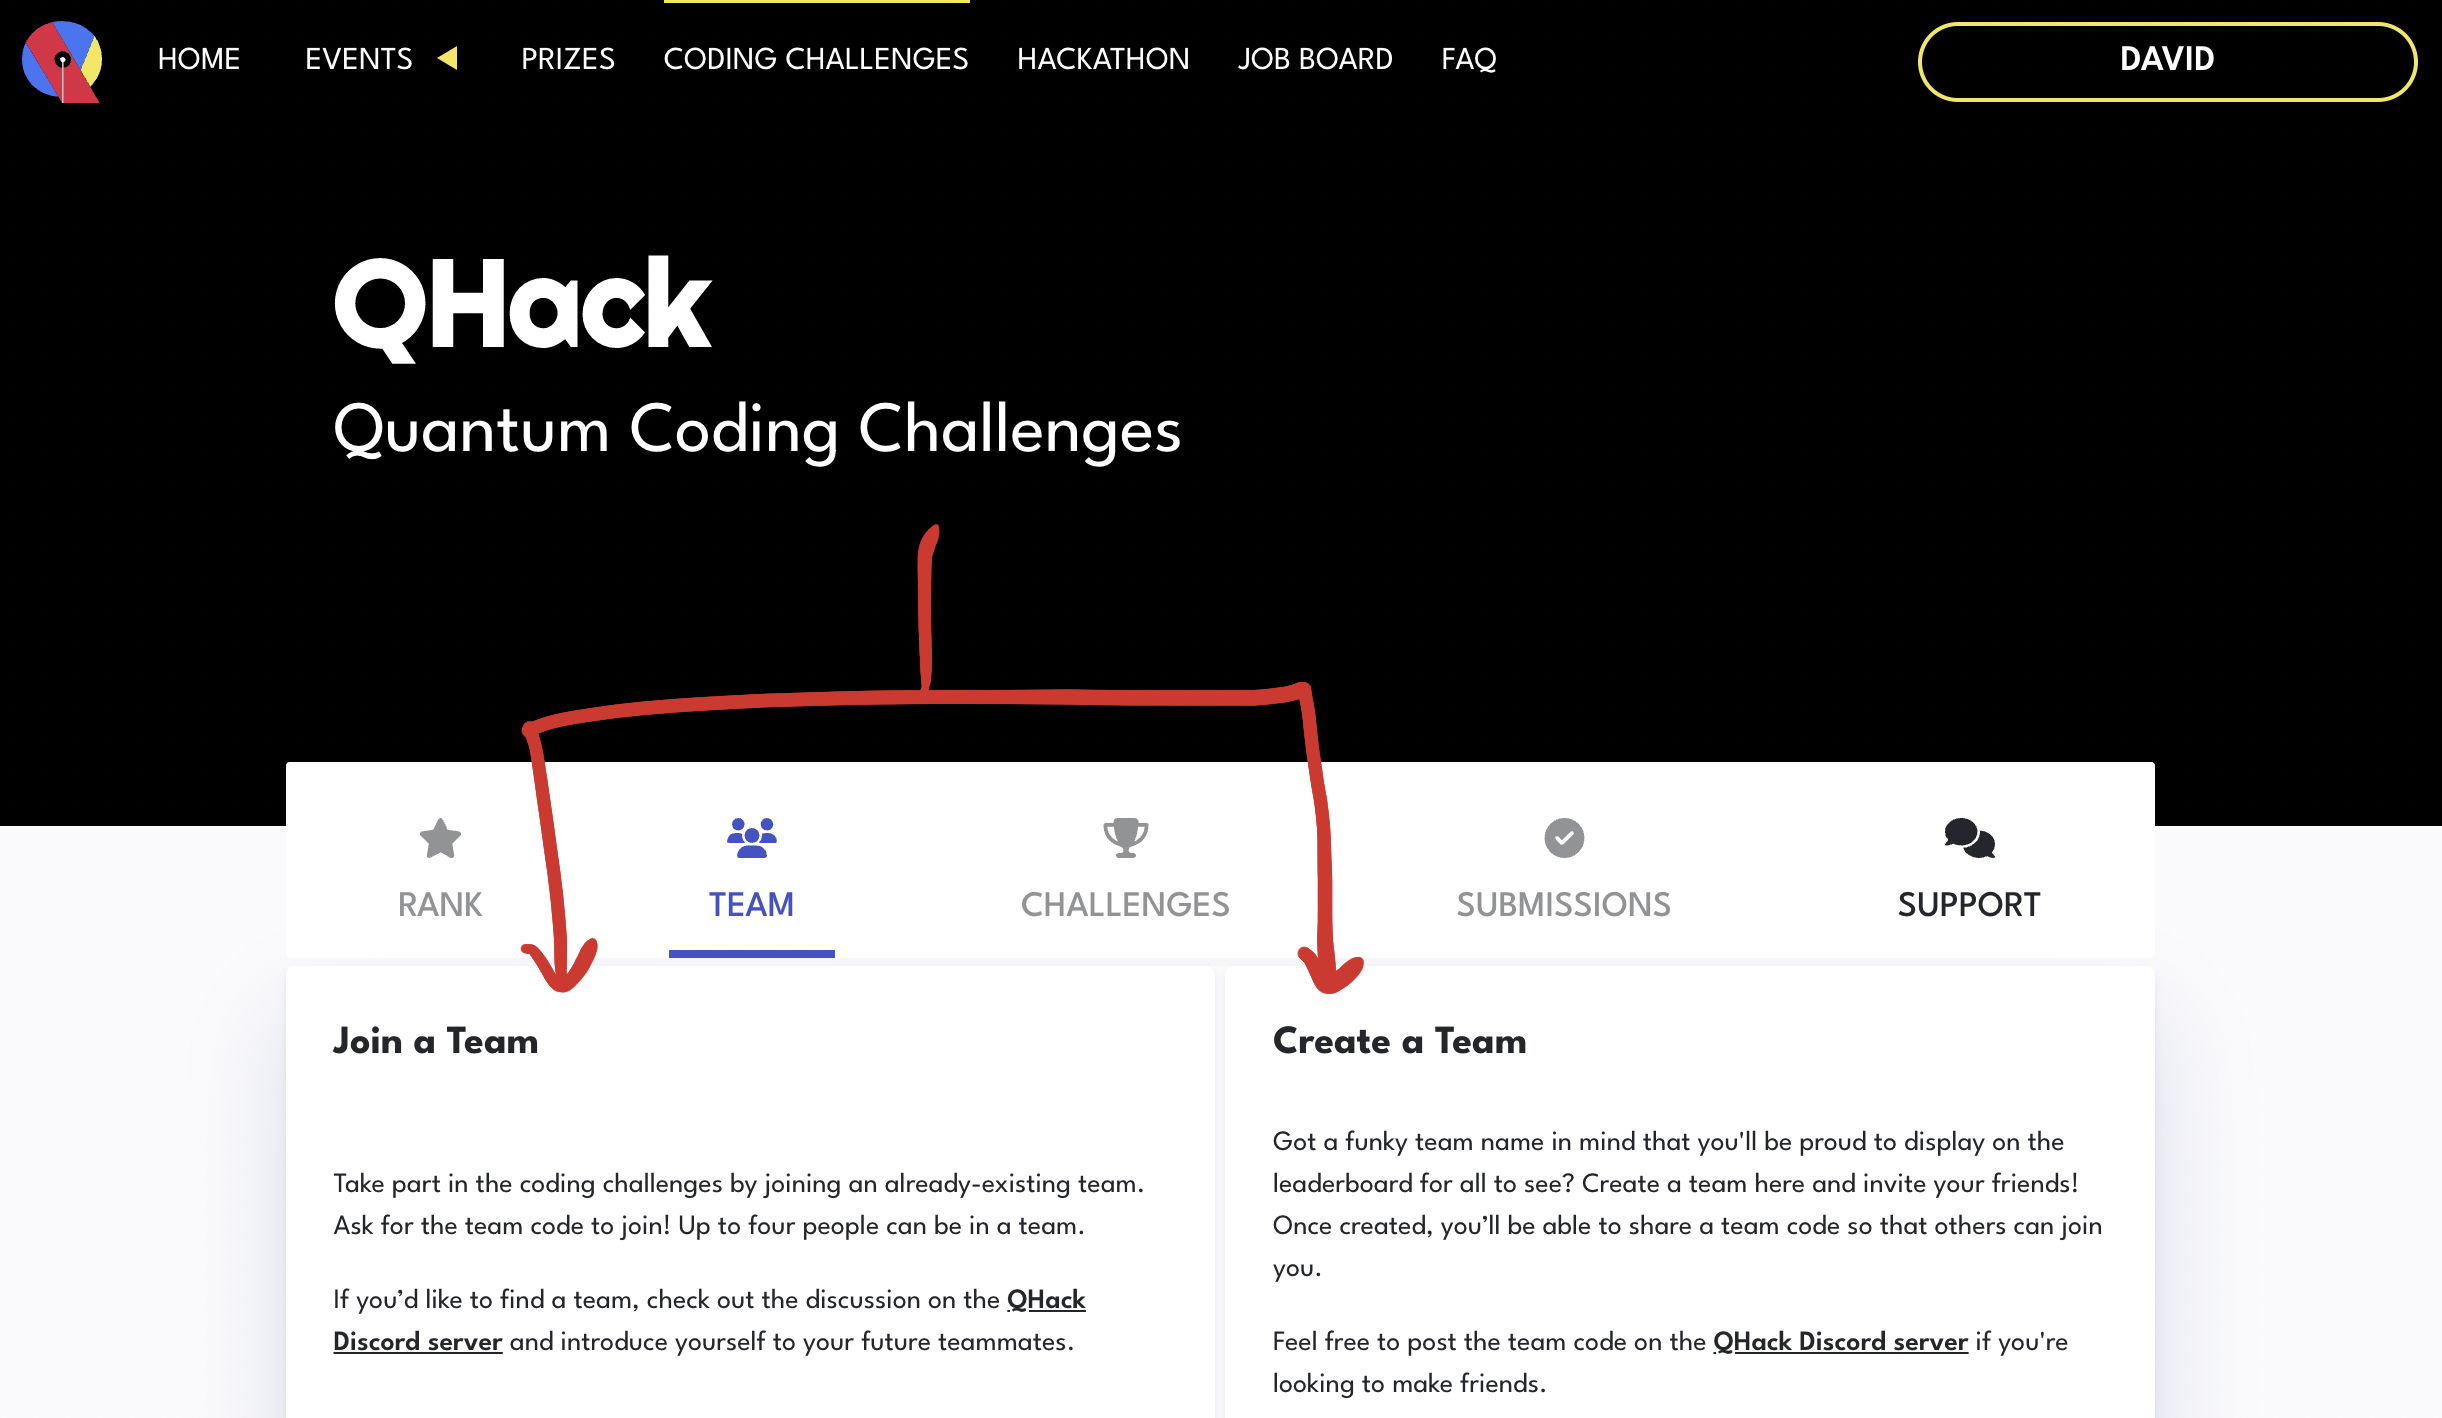 HOME EVENTS PRIZES CODING CHALLENGES HACKATHON JOB BOARD FAQ DAVID
QHack
Quantum Coding Challenges
RANK TEAM CHALLENGES SUBMISSIONS SUPPORT
Join a Team
Take part in the coding challenges by joining an already-existing team.
Ask for the team code to join! Up to four people can be in a team.
If you’d like to find a team, check out the discussion on the QHack
Discord server and introduce yourself to your future teammates.
Create a Team
Got a funky team name in mind that you'll be proud to display on the
leaderboard for all to see? Create a team here and invite your friends!
Once created, you’ll be able to share a team code so that others can join
you.
Feel free to post the team code on the QHack Discord server if you're
looking to make friends.